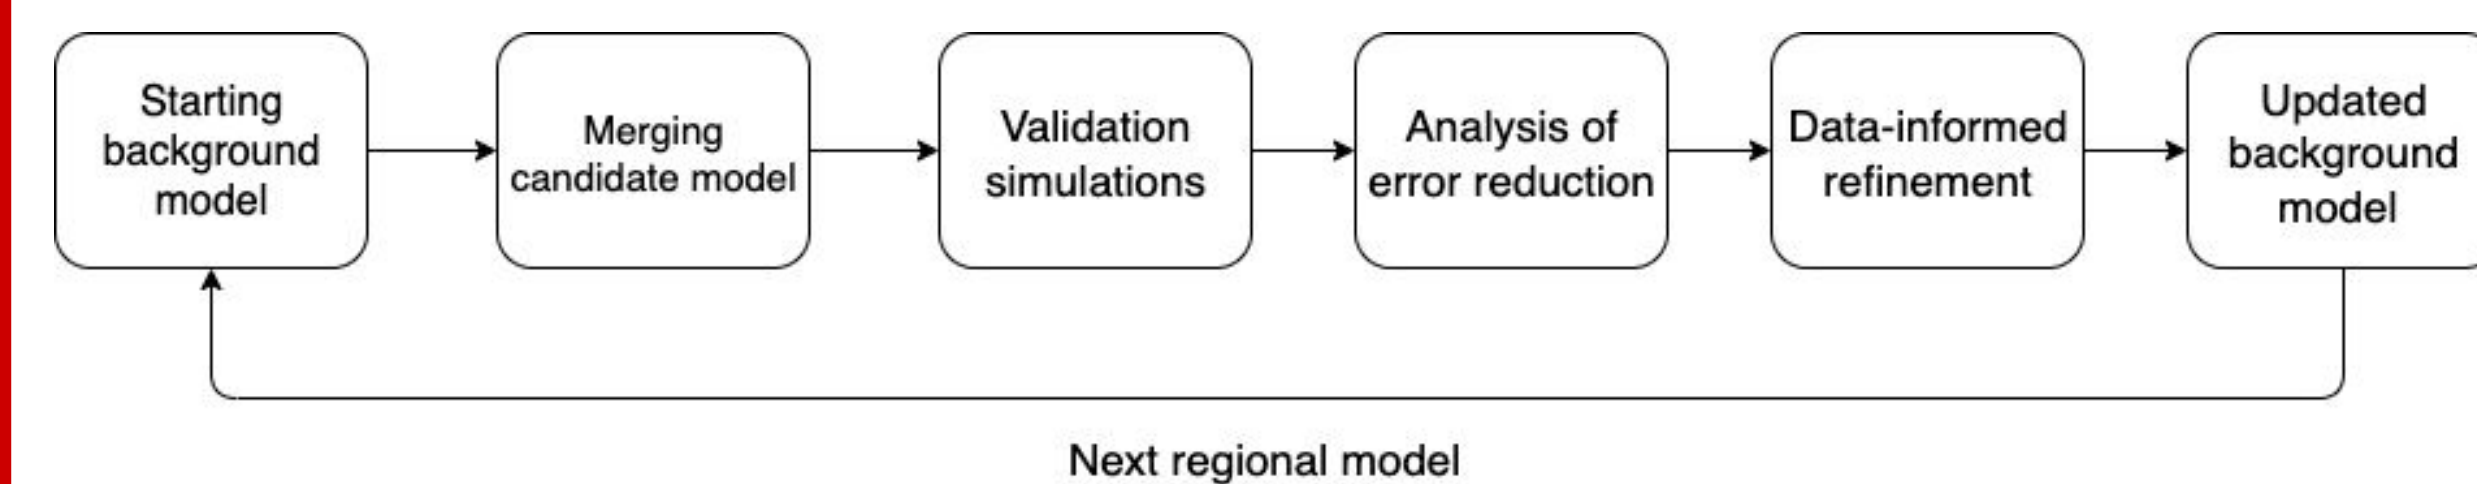 Starting
background
model
Merging
candidate model
Validation
simulations
Analysis of
error reduction
Data-informed
refinement
Updated
background
model
Next regional model